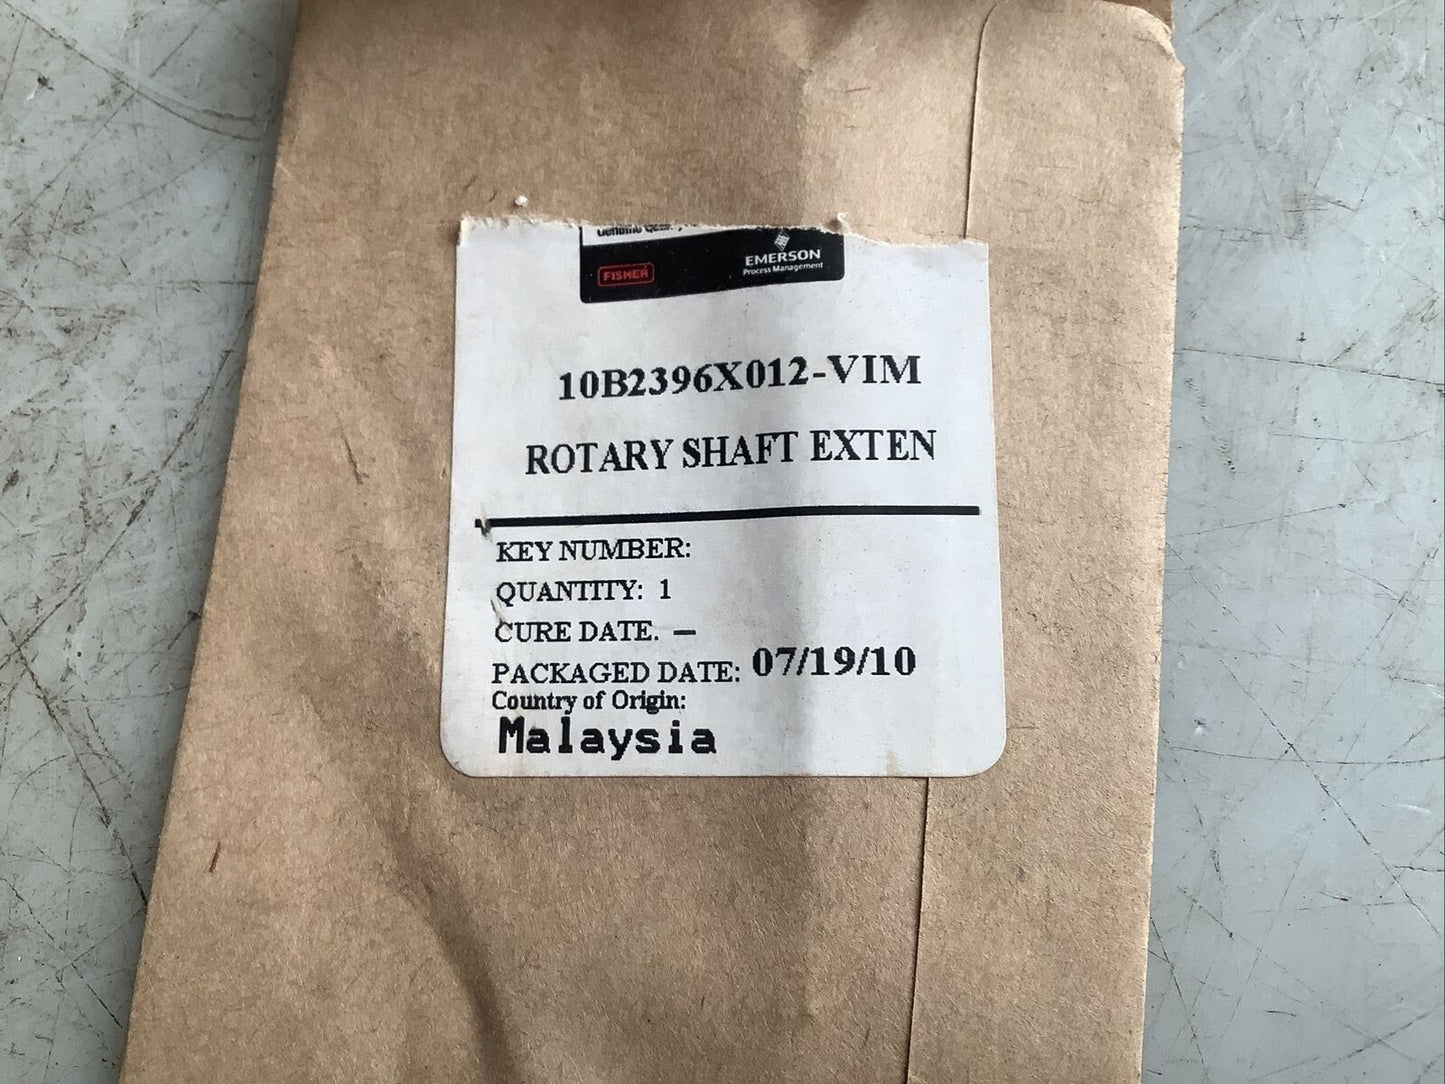 Genuine
FISHER
EMERSON
Process Management
10B2396X012-VIM
ROTARY SHAFT EXTEN
KEY NUMBER:
QUANTITY: 1
CURE DATE. –
PACKAGED DATE: 07/19/10
Country of Origin:
Malaysia